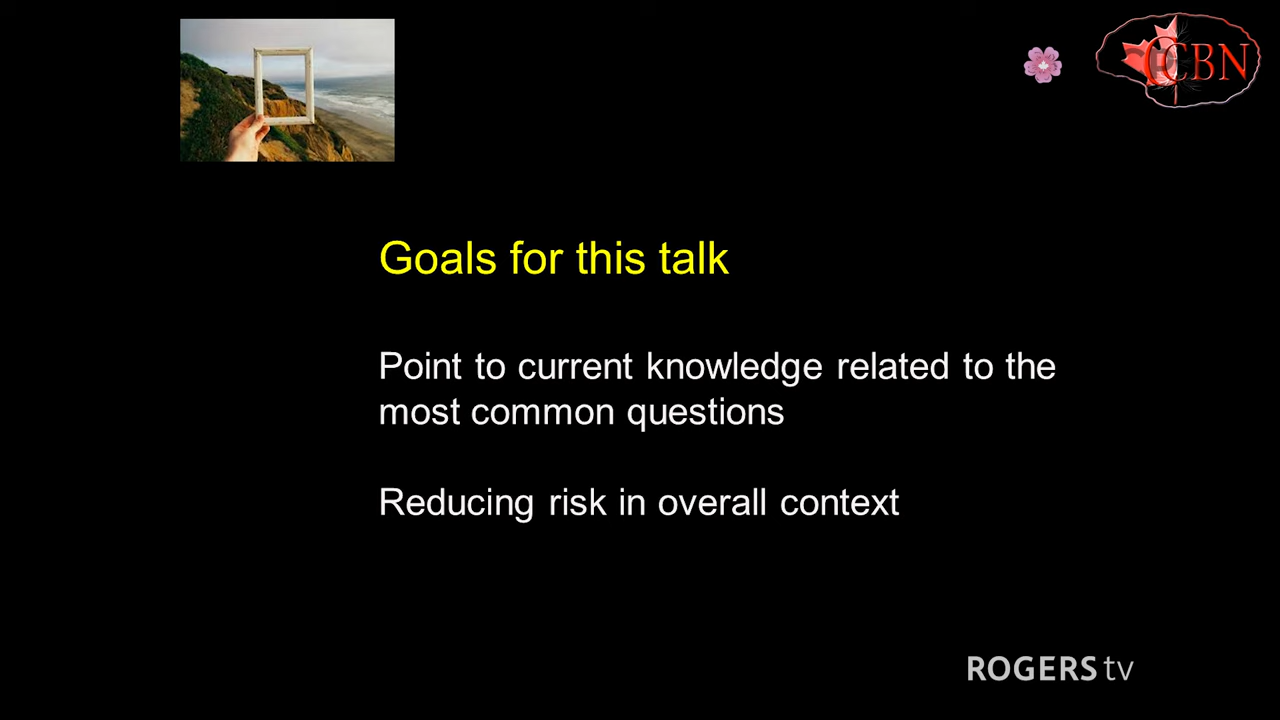 CCBN
Goals for this talk
Point to current knowledge related to the
most common questions
Reducing risk in overall context
ROGERS tv